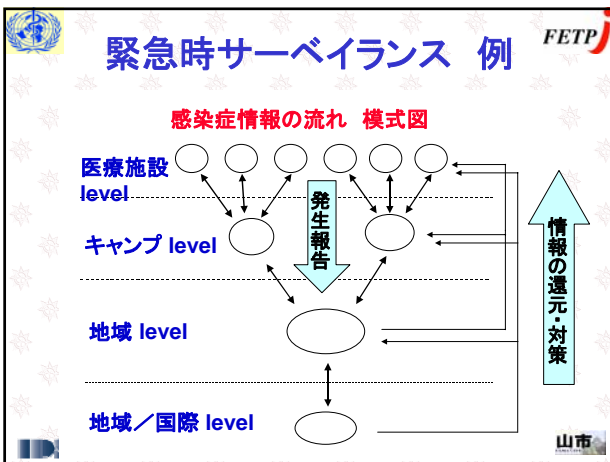 緊急時サーベイランス 例
FETP
感染症情報の流れ 模式図
医療施設
level
発生報告
キャンプ level
情報の還元・対策
地域 level
地域／国際 level
山市